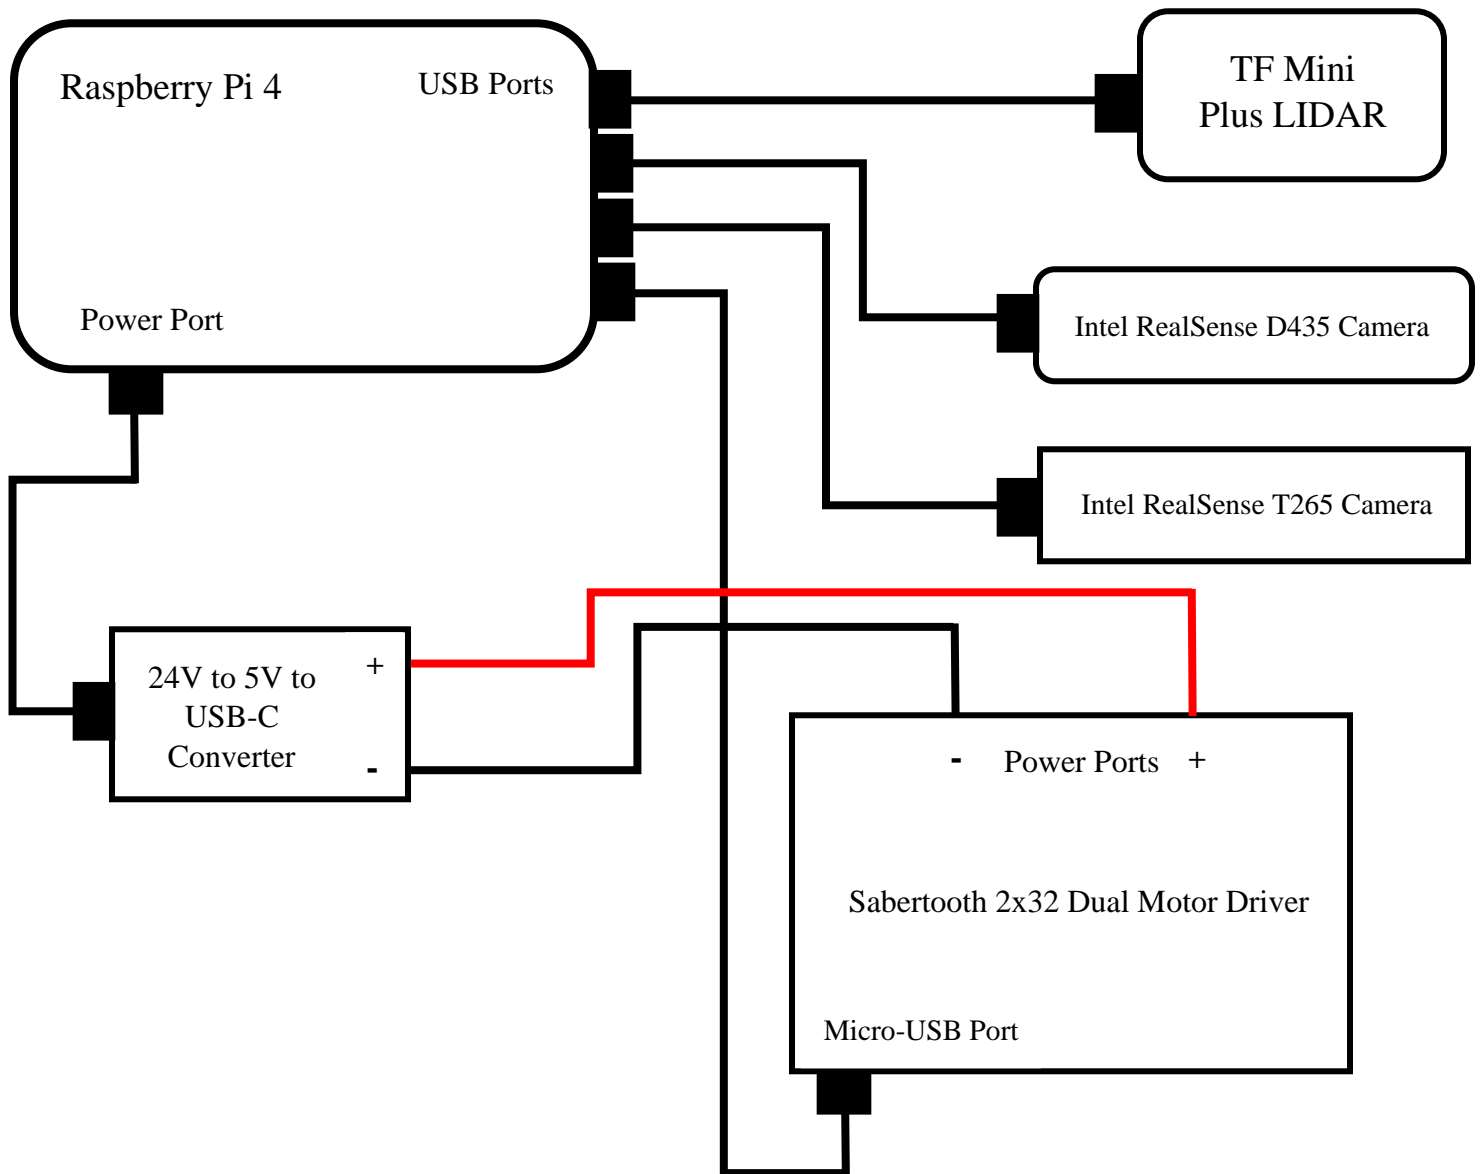 Raspberry Pi 4
USB Ports
TF Mini
Plus LIDAR
Power Port
Intel RealSense D435 Camera
Intel RealSense T265 Camera
24V to 5V to
USB-C
Converter
+
-
- Power Ports +
Sabertooth 2x32 Dual Motor Driver
Micro-USB Port